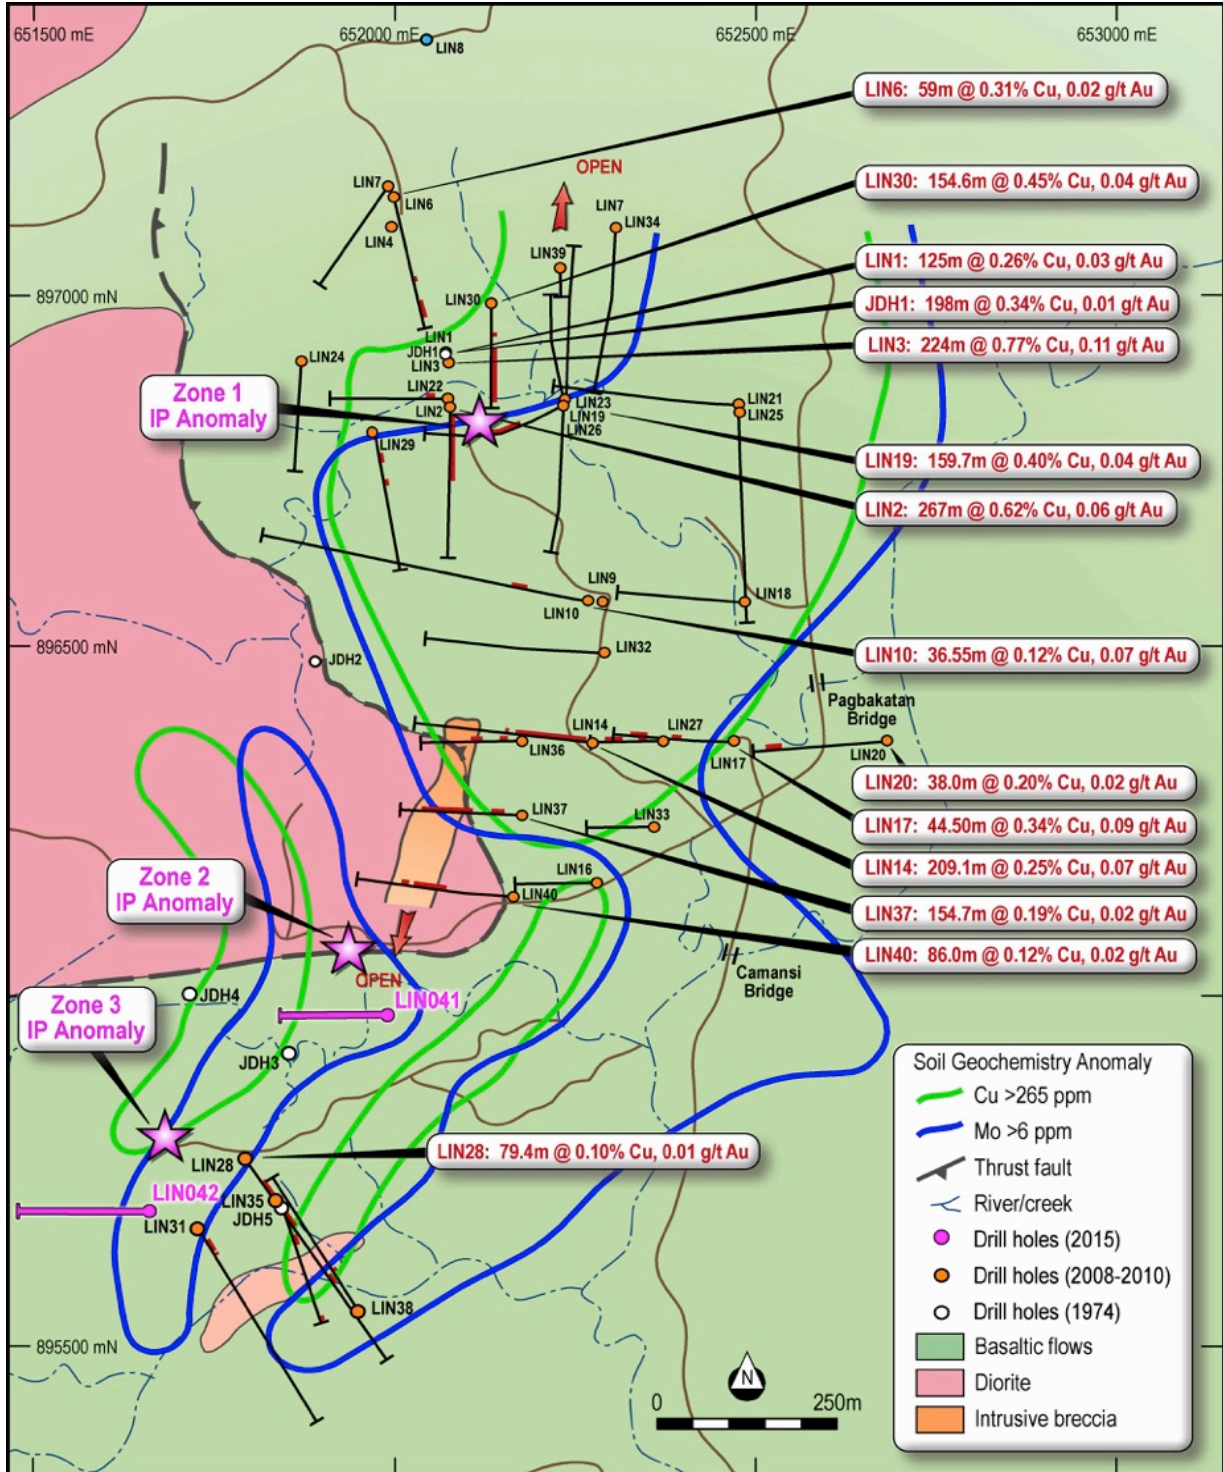 651500 mE
652000 mE
652500 mE
653000 mE
LIN8
LIN6: 59m @ 0.31% Cu, 0.02 g/t Au
OPEN
LIN30: 154.6m @ 0.45% Cu, 0.04 g/t Au
LIN7
LIN6
LIN4
LIN7
LIN34
LIN39
LIN1: 125m @ 0.26% Cu, 0.03 g/t Au
897000 mN
LIN30
JDH1: 198m @ 0.34% Cu, 0.01 g/t Au
LIN1
JDH1
LIN3
LIN3: 224m @ 0.77% Cu, 0.11 g/t Au
LIN24
Zone 1
IP Anomaly
LIN22
LIN2
LIN23
LIN19
LIN26
LIN21
LIN25
LIN29
LIN19: 159.7m @ 0.40% Cu, 0.04 g/t Au
LIN2: 267m @ 0.62% Cu, 0.06 g/t Au
LIN9
LIN10
LIN18
896500 mN
LIN32
JDH2
LIN10: 36.55m @ 0.12% Cu, 0.07 g/t Au
Pagbakatan
Bridge
LIN14
LIN27
LIN36
LIN17
LIN20
LIN20: 38.0m @ 0.20% Cu, 0.02 g/t Au
LIN37
LIN33
LIN17: 44.50m @ 0.34% Cu, 0.09 g/t Au
LIN14: 209.1m @ 0.25% Cu, 0.07 g/t Au
Zone 2
IP Anomaly
LIN16
LIN40
LIN37: 154.7m @ 0.19% Cu, 0.02 g/t Au
LIN40: 86.0m @ 0.12% Cu, 0.02 g/t Au
OPEN
Camansi
Bridge
Zone 3
IP Anomaly
JDH4
LIN041
JDH3
LIN28: 79.4m @ 0.10% Cu, 0.01 g/t Au
LIN28
LIN042
LIN35
JDH5
LIN31
LIN38
895500 mN
Soil Geochemistry Anomaly
Cu >265 ppm
Mo >6 ppm
Thrust fault
River/creek
Drill holes (2015)
Drill holes (2008-2010)
Drill holes (1974)
Basaltic flows
Diorite
Intrusive breccia
N
0
250m